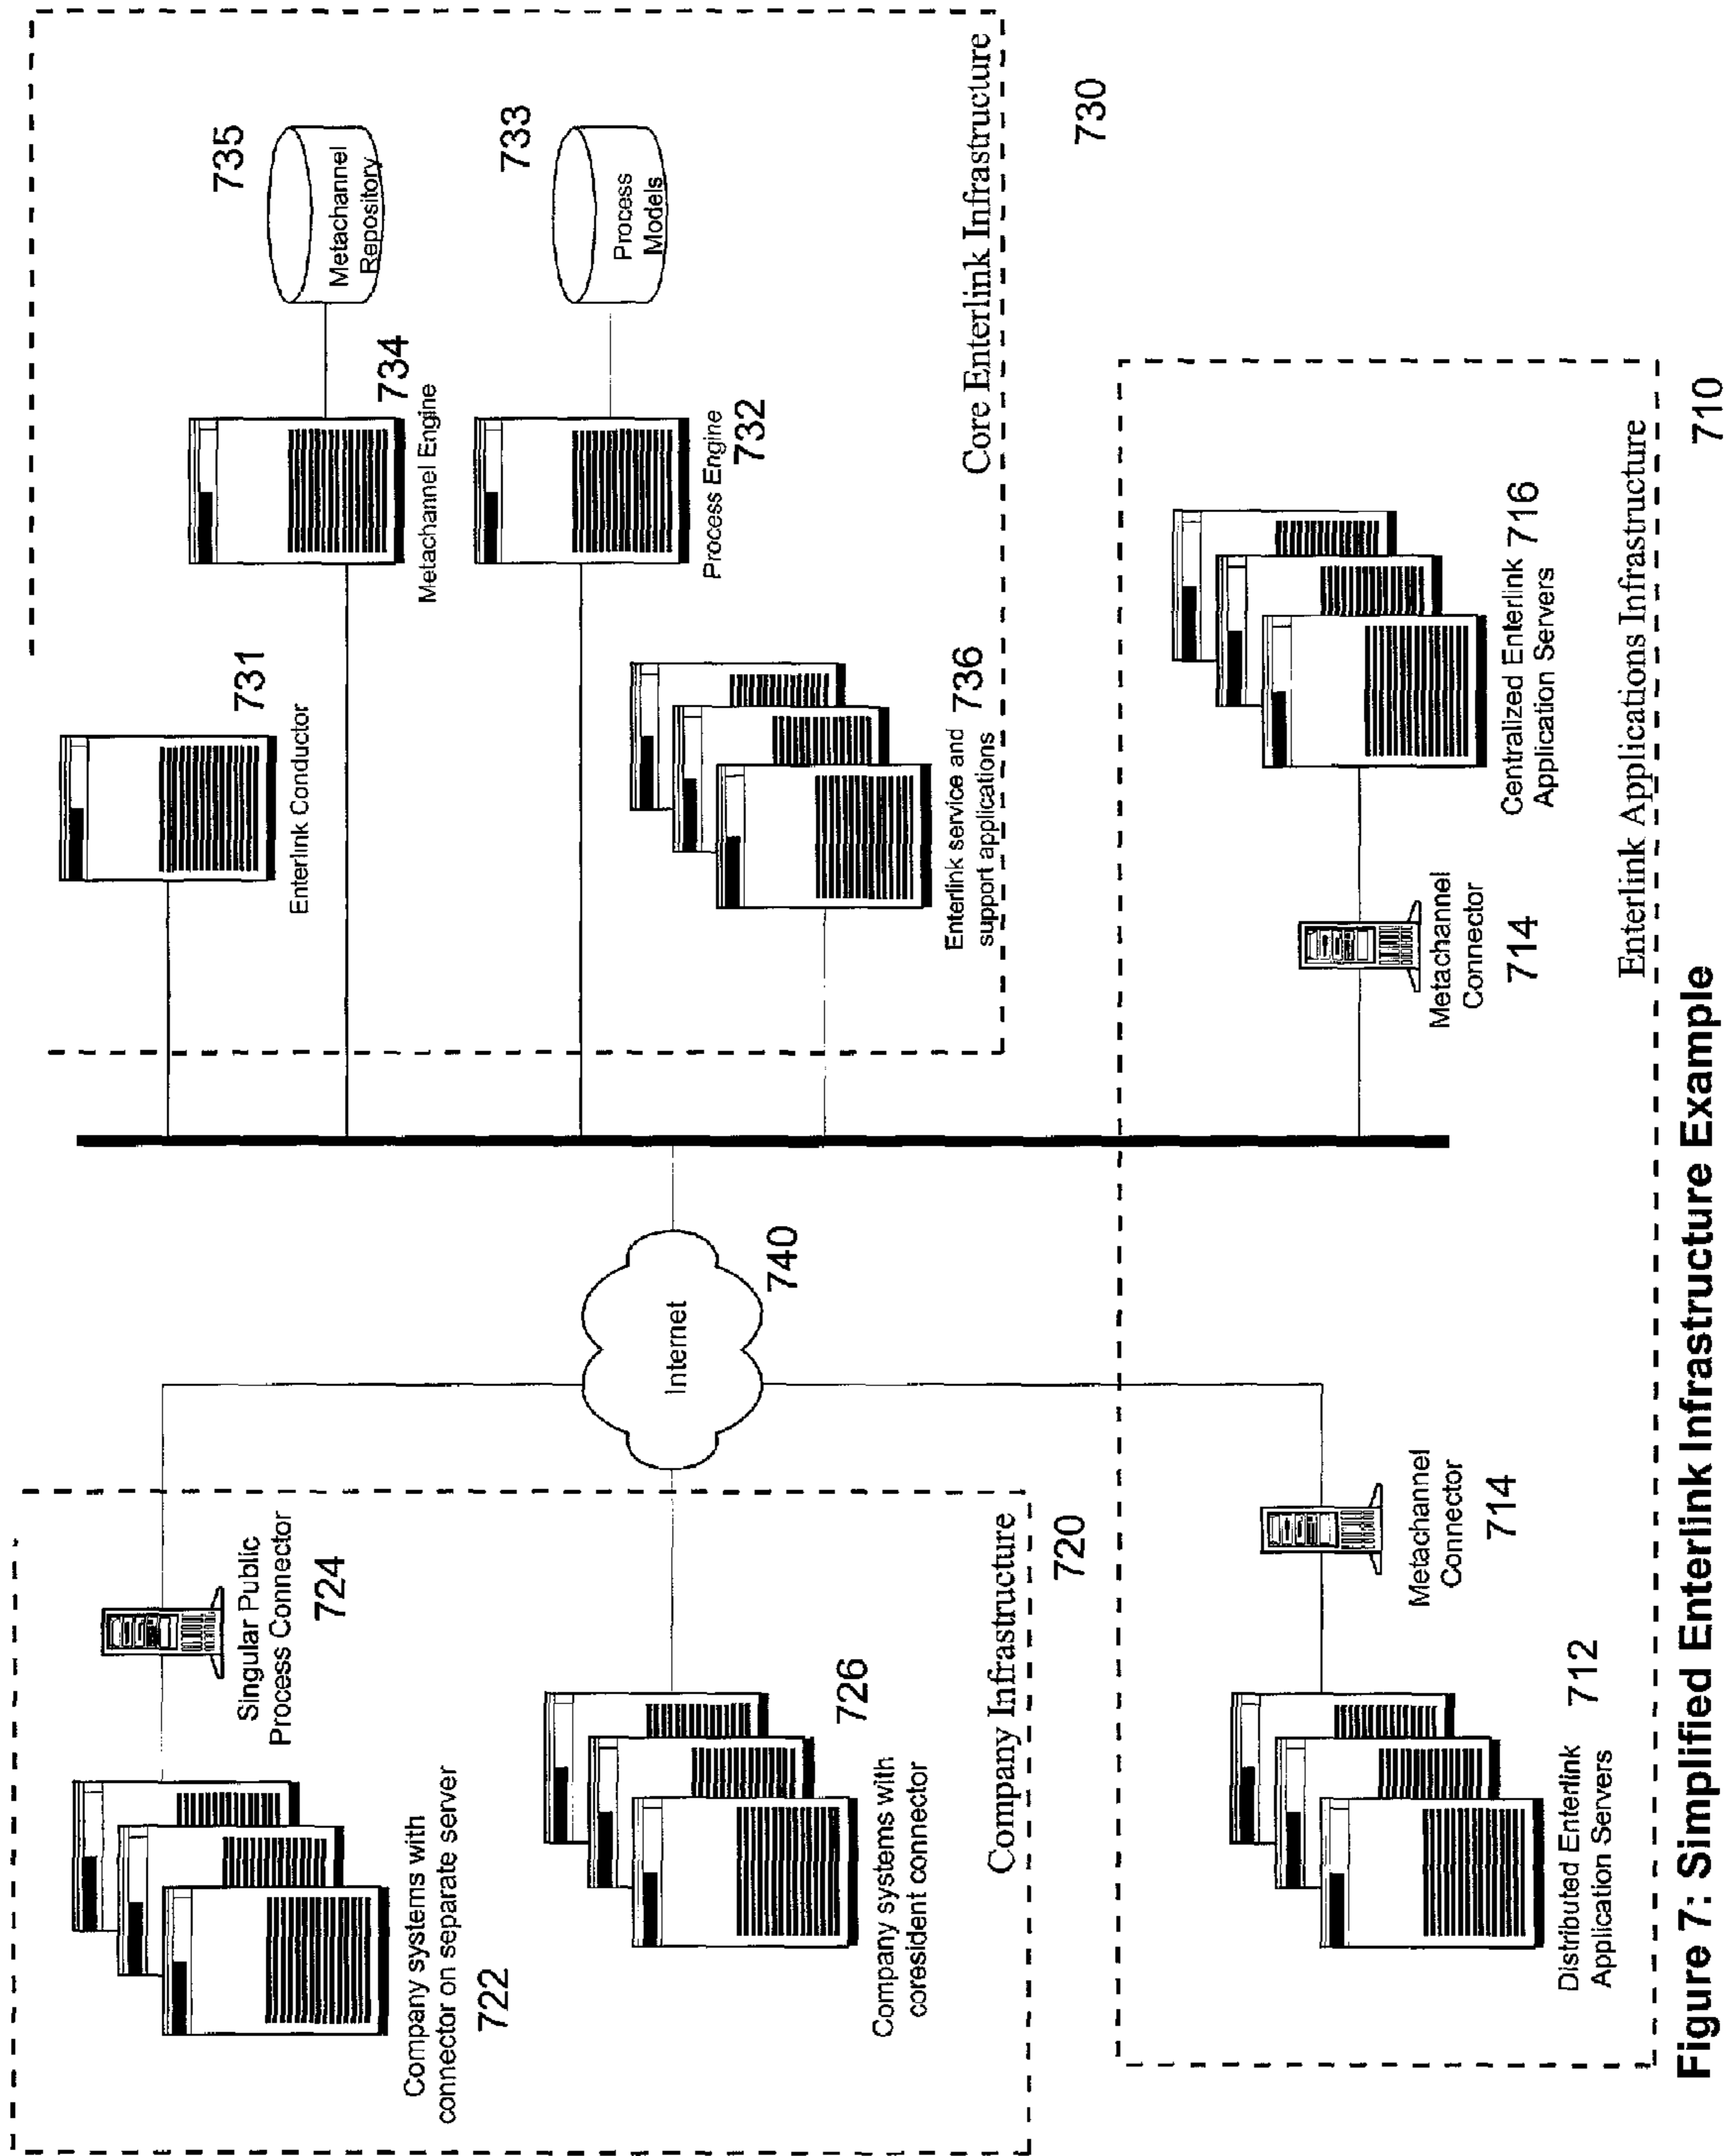 Singular Public
Process Connector
724
Company systems with
connector on separate server
722
726
Company systems with
coresident connector
Company Infrastructure
720
Internet
740
731
Enterlink Conductor
735
Metachannel
Repository
734
Metachannel Engine
733
Process
Models
Process Engine
732
Enterlink service and
support applications
736
Core Enterlink Infrastructure
730
Metachannel
Connector
714
Distributed Enterlink
Application Servers
712
Metachannel
Connector
714
Centralized Enterlink
Application Servers
716
Enterlink Applications Infrastructure
710
Figure 7: Simplified Enterlink Infrastructure Example